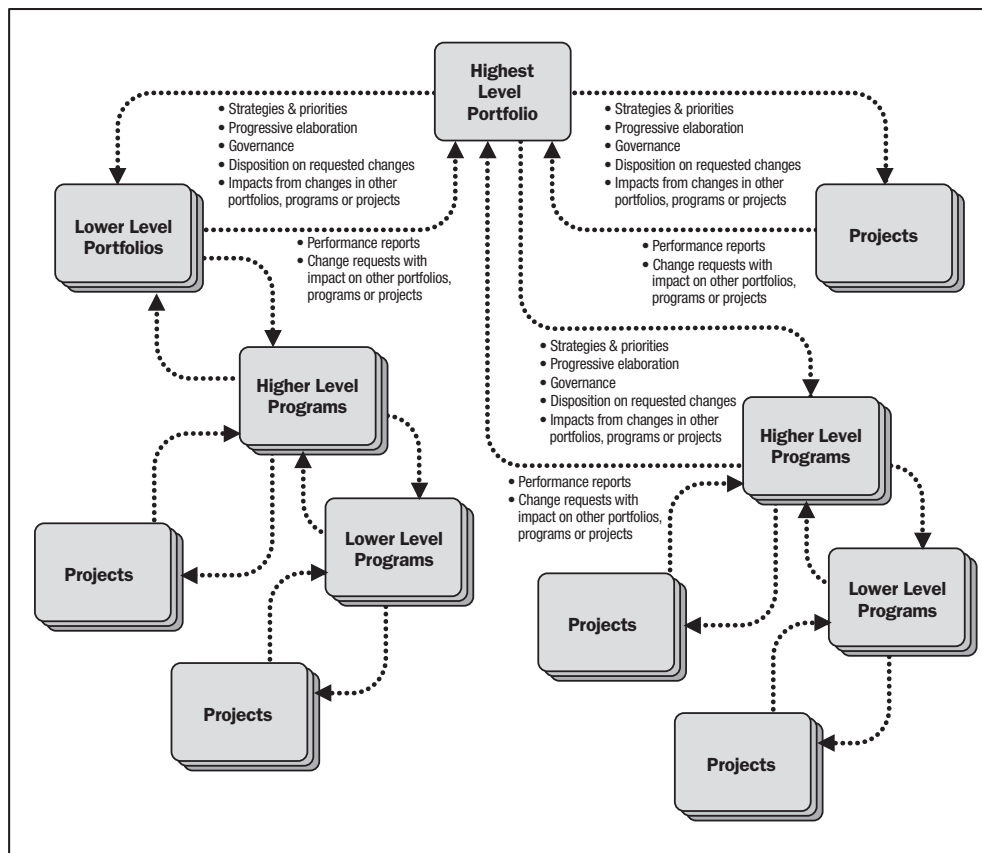 Highest
Level
Portfolio
• Strategies & priorities
• Progressive elaboration
• Governance
• Disposition on requested changes
• Impacts from changes in other
portfolios, programs or projects
• Strategies & priorities
• Progressive elaboration
• Governance
• Disposition on requested changes
• Impacts from changes in other
portfolios, programs or projects
Lower Level
Portfolios
Projects
• Performance reports
• Change requests with
impact on other portfolios,
programs or projects
• Performance reports
• Change requests with
impact on other portfolios,
programs or projects
• Strategies & priorities
• Progressive elaboration
• Governance
• Disposition on requested changes
• Impacts from changes in other
portfolios, programs or projects
Higher Level
Programs
Higher Level
Programs
• Performance reports
• Change requests with
impact on other portfolios,
programs or projects
Lower Level
Programs
Projects
Lower Level
Programs
Projects
Projects
Projects